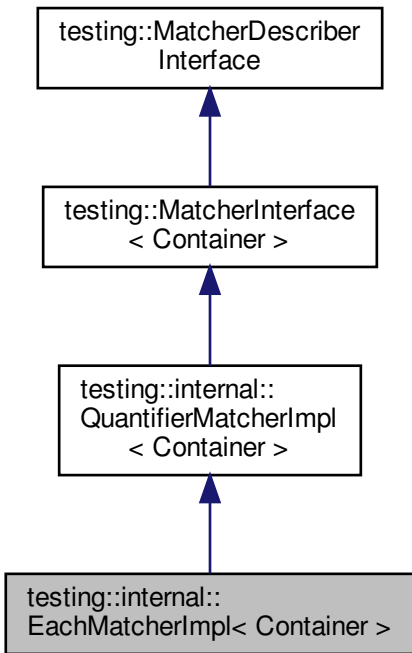 testing::MatcherDescriber
Interface
testing::MatcherInterface
< Container >
testing::internal::
QuantifierMatcherImpl
< Container >
testing::internal::
EachMatcherImpl< Container >